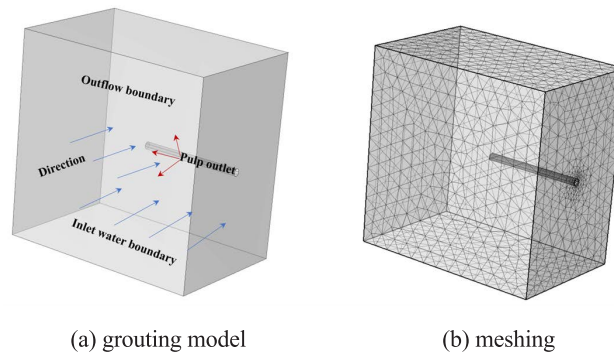 Outflow boundary
Pulp outlet
Direction
Inlet water boundary
(a) grouting model
(b) meshing